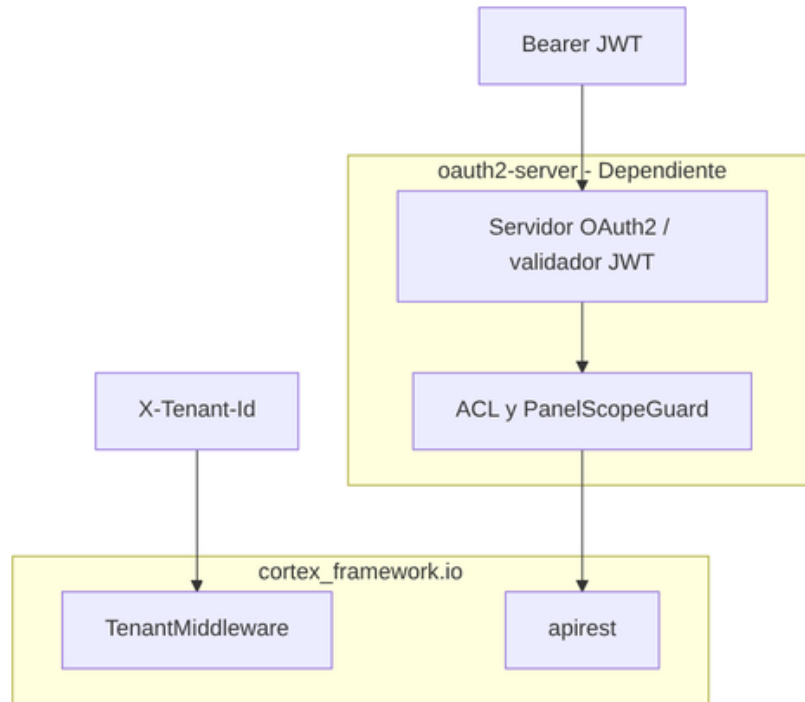 Bearer JWT
oauth2-server - Dependiente
Servidor OAuth2 /
validador JWT
X-Tenant-Id
ACL y PanelScopeGuard
cortex_framework.io
TenantMiddleware
apirest